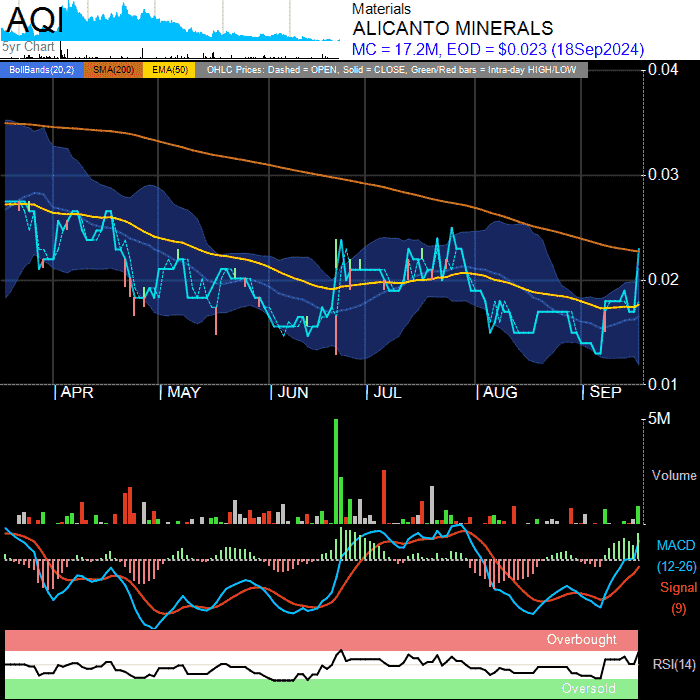 AQI
5yr Chart
Materials
ALICANTO MINERALS
MC = 17.2M, EOD = $0.023 (18Sep2024)
BollBands(20,2) SMA(200) EMA(50) OHLC Prices: Dashed = OPEN, Solid = CLOSE, Green/Red bars = Intra-day HIGH/LOW
0.04
0.03
0.02
0.01
APR MAY JUN JUL AUG SEP
5M
Volume
MACD
(12-26)
Signal
(9)
Overbought
RSI(14)
Oversold